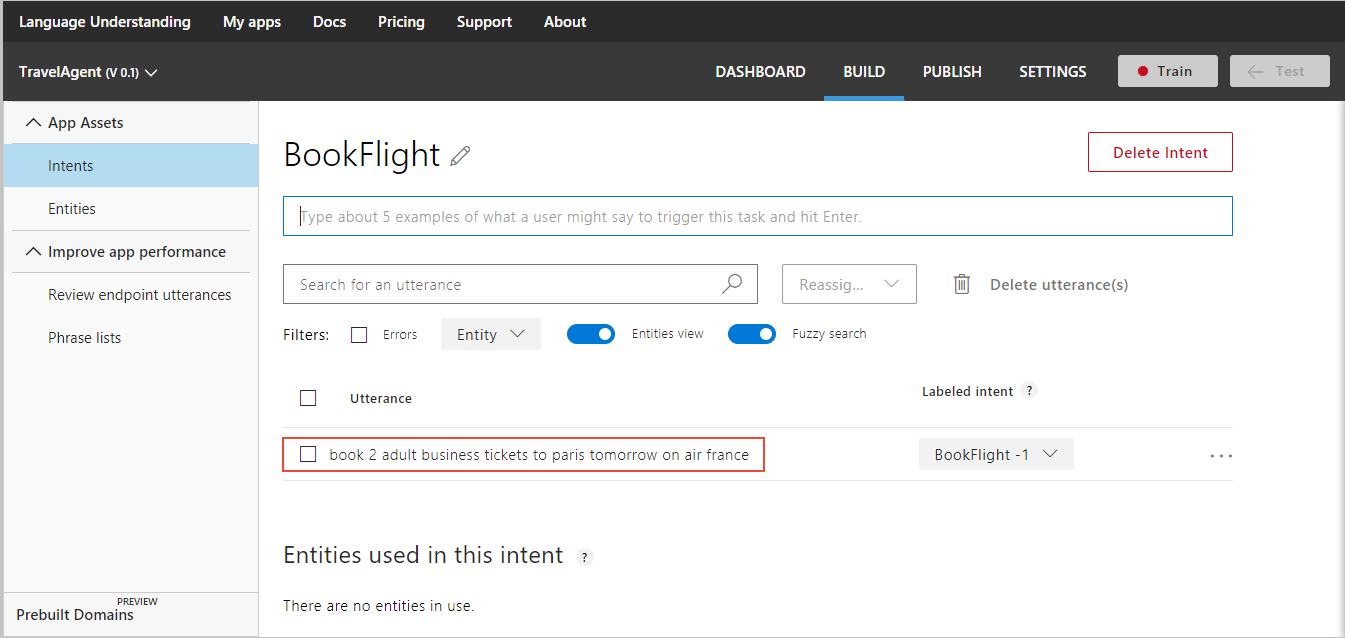 Language Understanding My apps Docs Pricing Support About
TravelAgent (V 0.1) DASHBOARD BUILD PUBLISH SETTINGS Train Test
App Assets
Intents
Entities
Improve app performance
Review endpoint utterances
Phrase lists
PREVIEW
Prebuilt Domains
BookFlight Delete Intent
Type about 5 examples of what a user might say to trigger this task and hit Enter.
Search for an utterance Reassig... Delete utterance(s)
Filters: Errors Entity Entities view Fuzzy search
Utterance Labeled intent ?
book 2 adult business tickets to paris tomorrow on air france BookFlight -1 ...
Entities used in this intent ?
There are no entities in use.